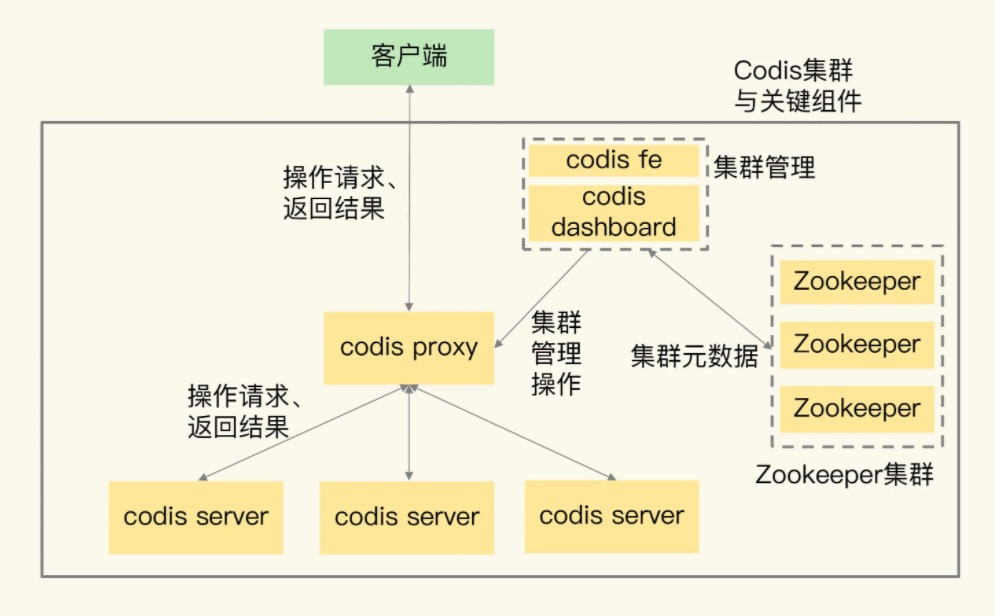 客户端
Codis集群
与关键组件
操作请求、
返回结果
codis fe
codis
dashboard
集群管理
Zookeeper
Zookeeper
Zookeeper
Zookeeper集群
集群
管理
操作
集群元数据
codis proxy
操作请求、
返回结果
codis server
codis server
codis server